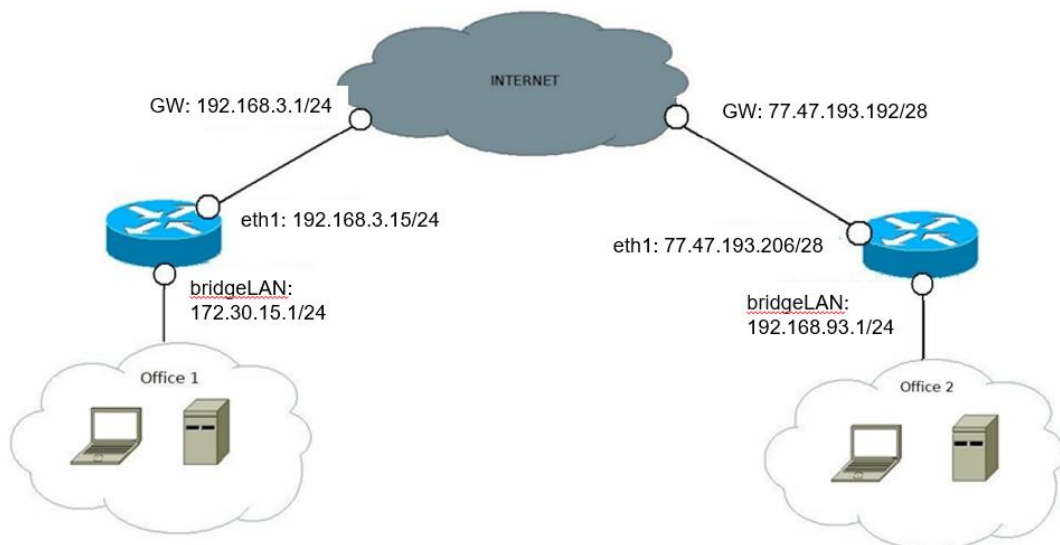 INTERNET
GW: 192.168.3.1/24
GW: 77.47.193.192/28
eth1: 192.168.3.15/24
eth1: 77.47.193.206/28
bridgeLAN:
172.30.15.1/24
bridgeLAN:
192.168.93.1/24
Office 1
Office 2